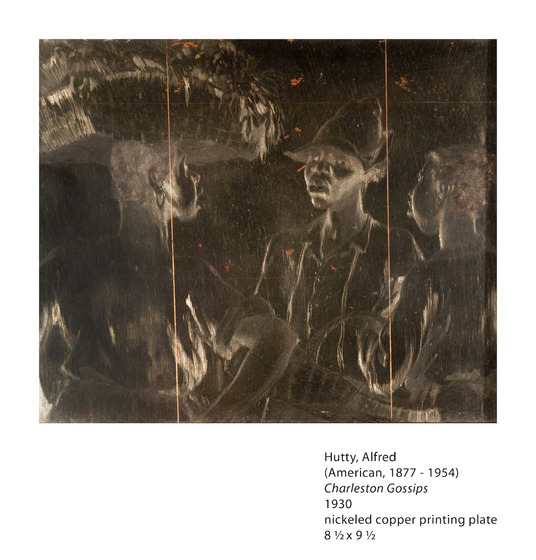 Hutty, Alfred
(American, 1877 - 1954)
Charleston Gossips
1930
nickeled copper printing plate
8 ½ x 9 ½